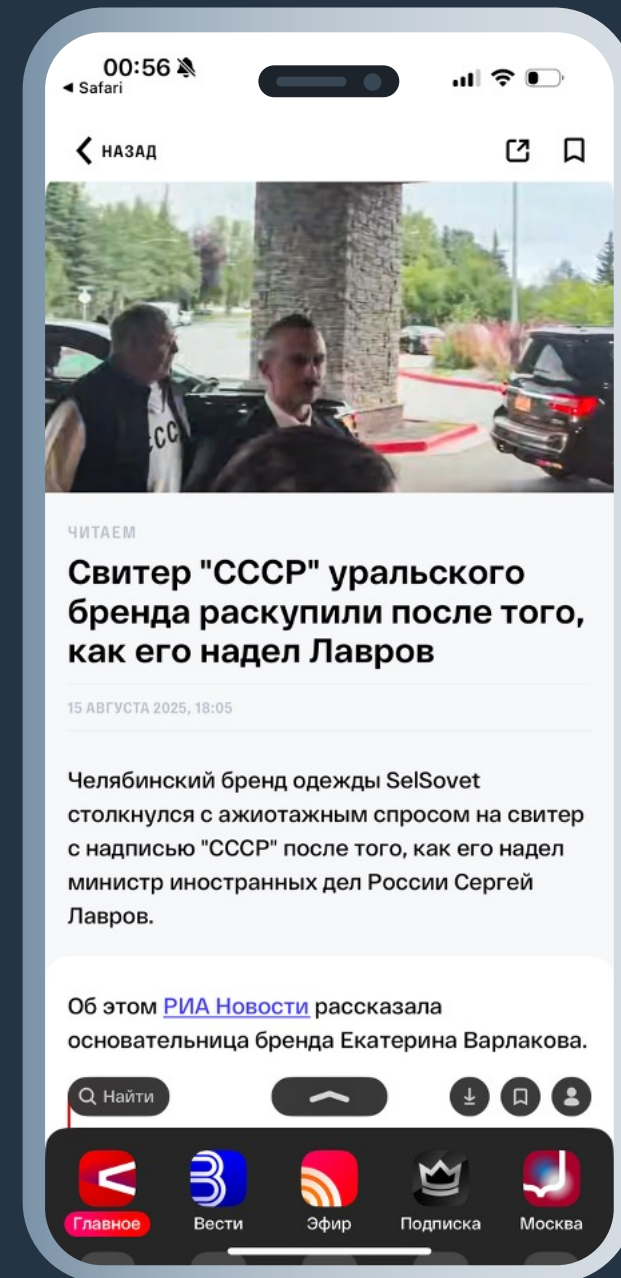 00:56
◀ Safari
НАЗАД
ССС
ЧИТАЕМ
Свитер "СССР" уральского
бренда раскупили после того,
как его надел Лавров
15 АВГУСТА 2025, 18:05
Челябинский бренд одежды SelSovet
столкнулся с ажиотажным спросом на свитер
с надписью "СССР" после того, как его надел
министр иностранных дел России Сергей
Лавров.
Об этом РИА Новости рассказала
основательница бренда Екатерина Варлакова.
Найти
Главное Вести Эфир Подписка Москва